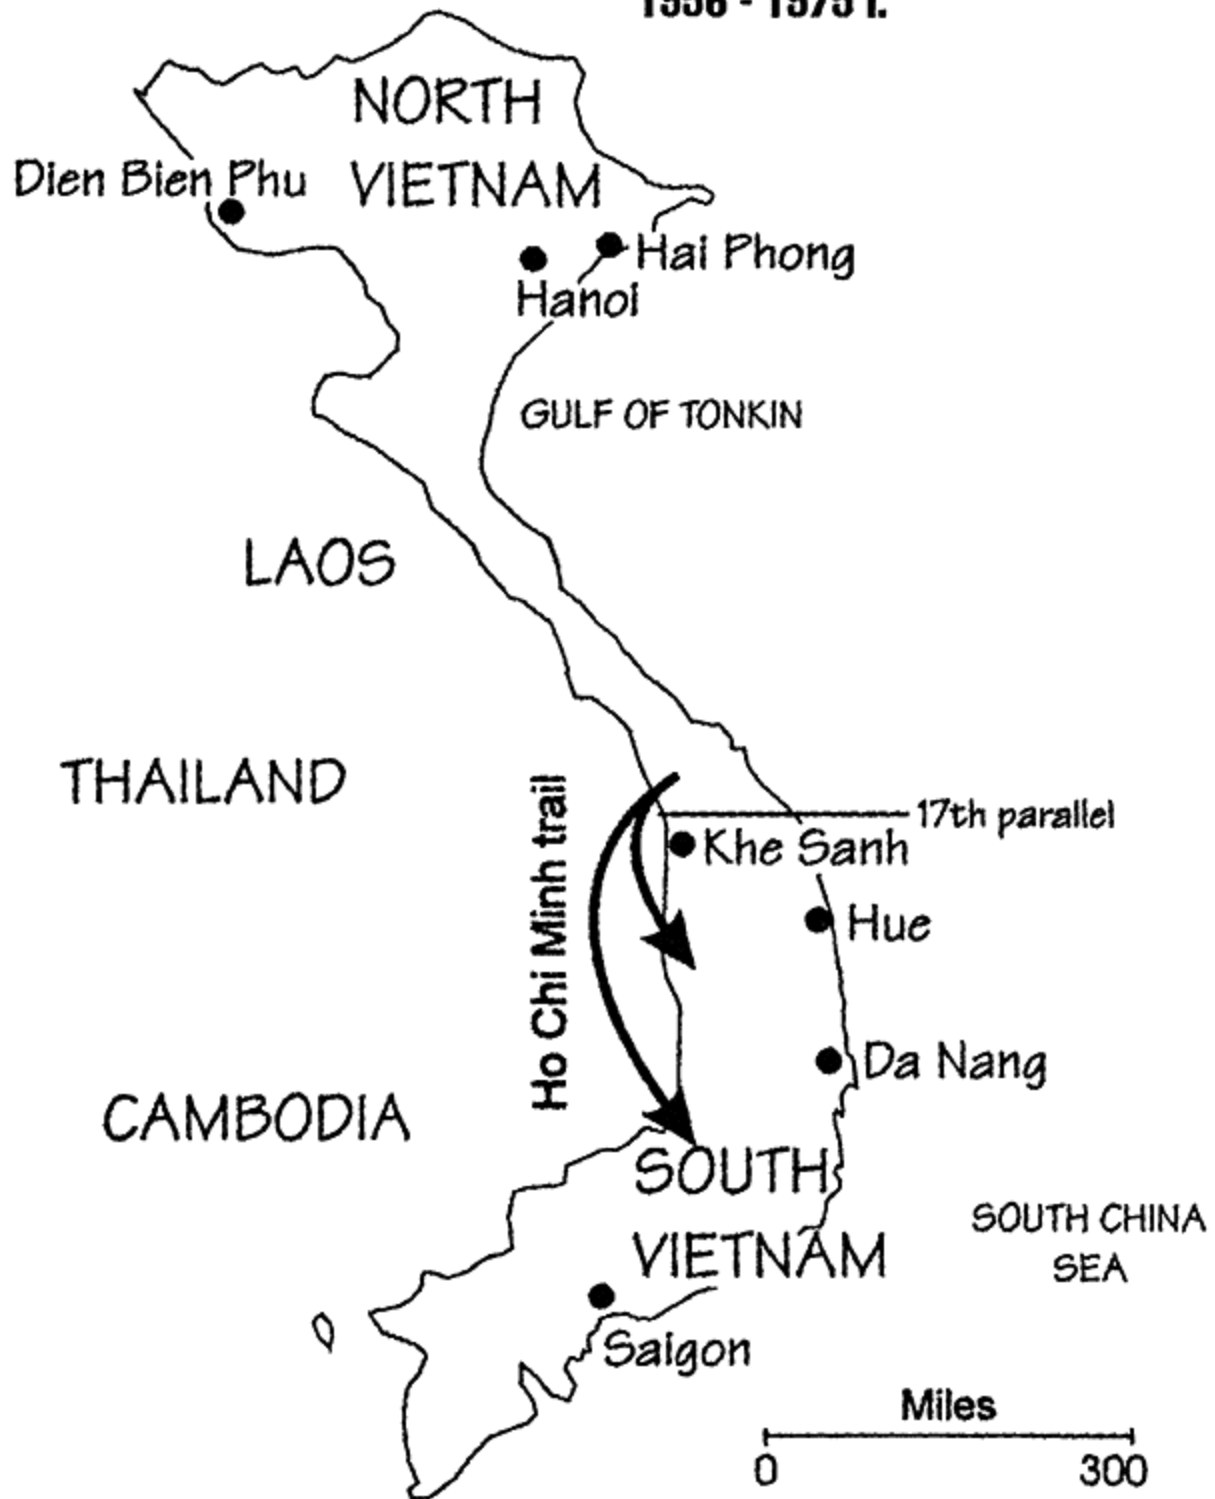 NORTH
VIETNAM
Dien Bien Phu
Hai Phong
Hanoi
GULF OF TONKIN
LAOS
THAILAND
Ho Chi Minh trail
17th parallel
Khe Sanh
Hue
Da Nang
CAMBODIA
SOUTH
VIETNAM
SOUTH CHINA
SEA
Saigon
Miles
0 300